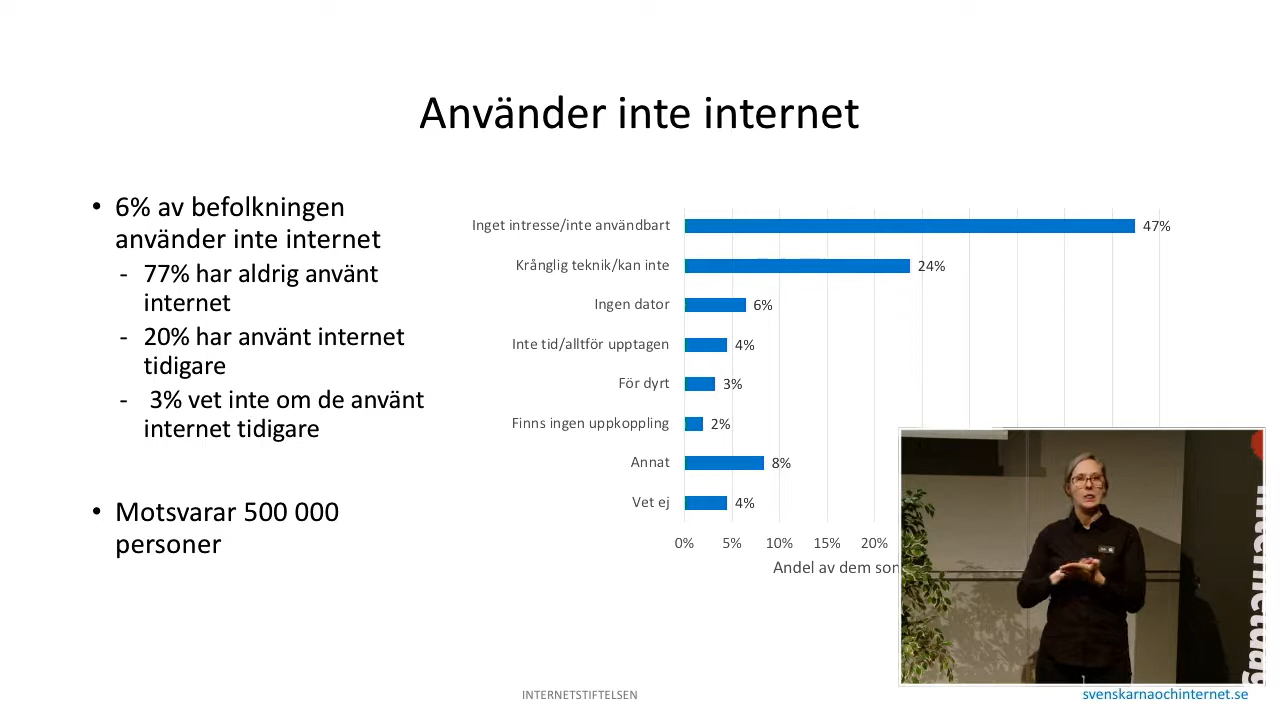 Använder inte internet
• 6% av befolkningen
använder inte internet
- 77% har aldrig använt
internet
- 20% har använt internet
tidigare
- 3% vet inte om de använt
internet tidigare
• Motsvarar 500 000
personer
Inget intresse/inte användbart 47%
Krånglig teknik/kan inte 24%
Ingen dator 6%
Inte tid/alltför upptagen 4%
För dyrt 3%
Finns ingen uppkoppling 2%
Annat 8%
Vet ej 4%
0% 5% 10% 15% 20%
Andel av dem
INTERNETSTIFTELSEN
svenskarnaochinternet.se